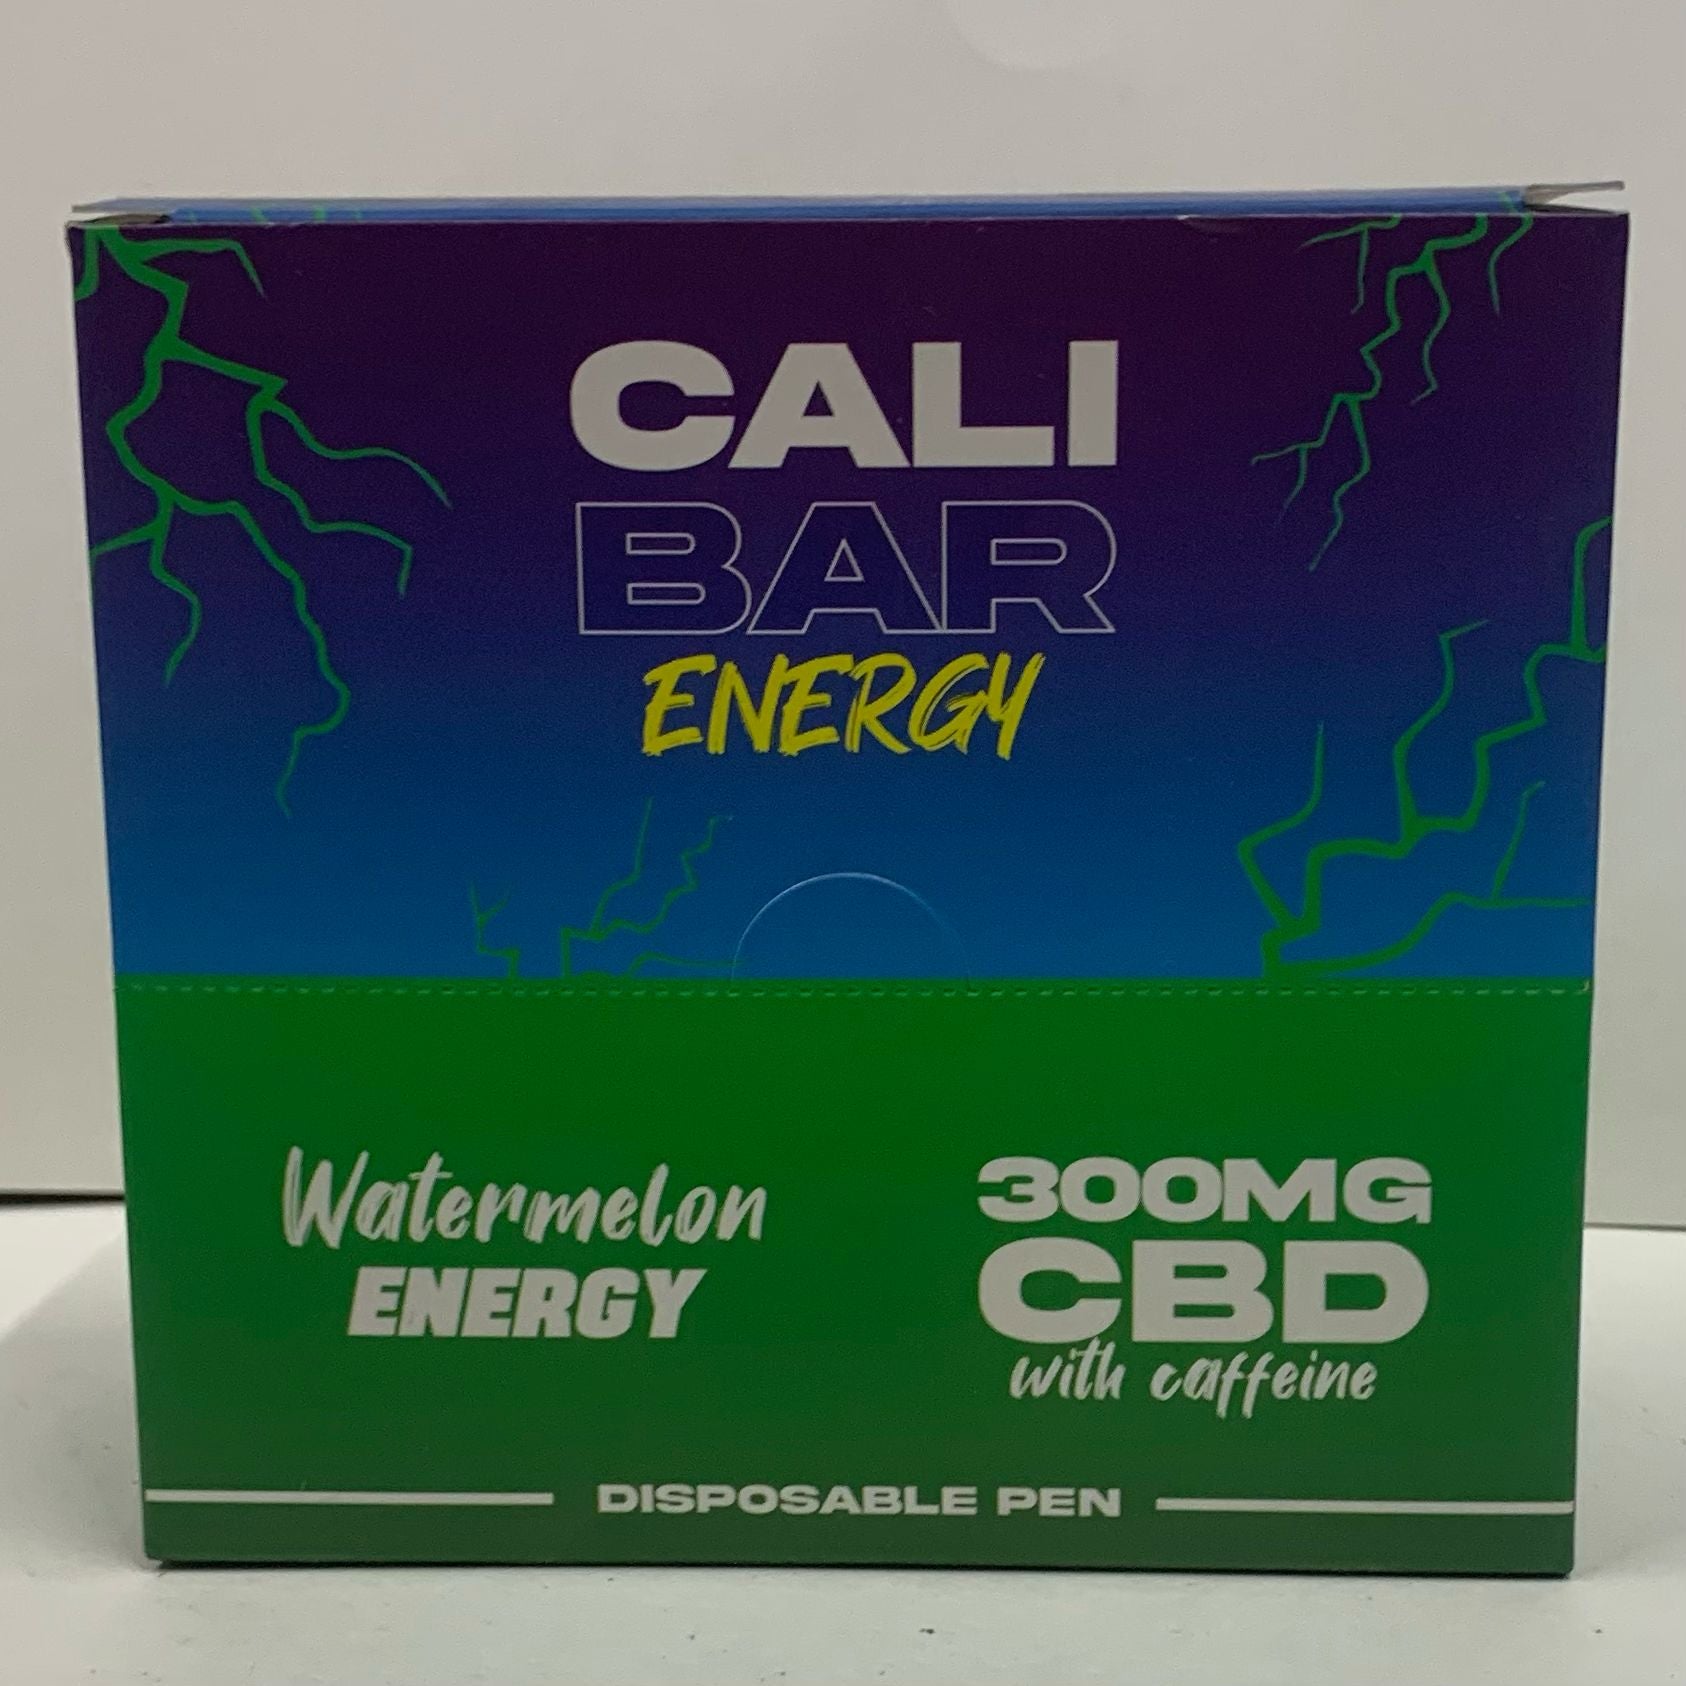 CALI
BAR
ENERGY
Watermelon
ENERGY
300MG
CBD
with caffeine
DISPOSABLE PEN